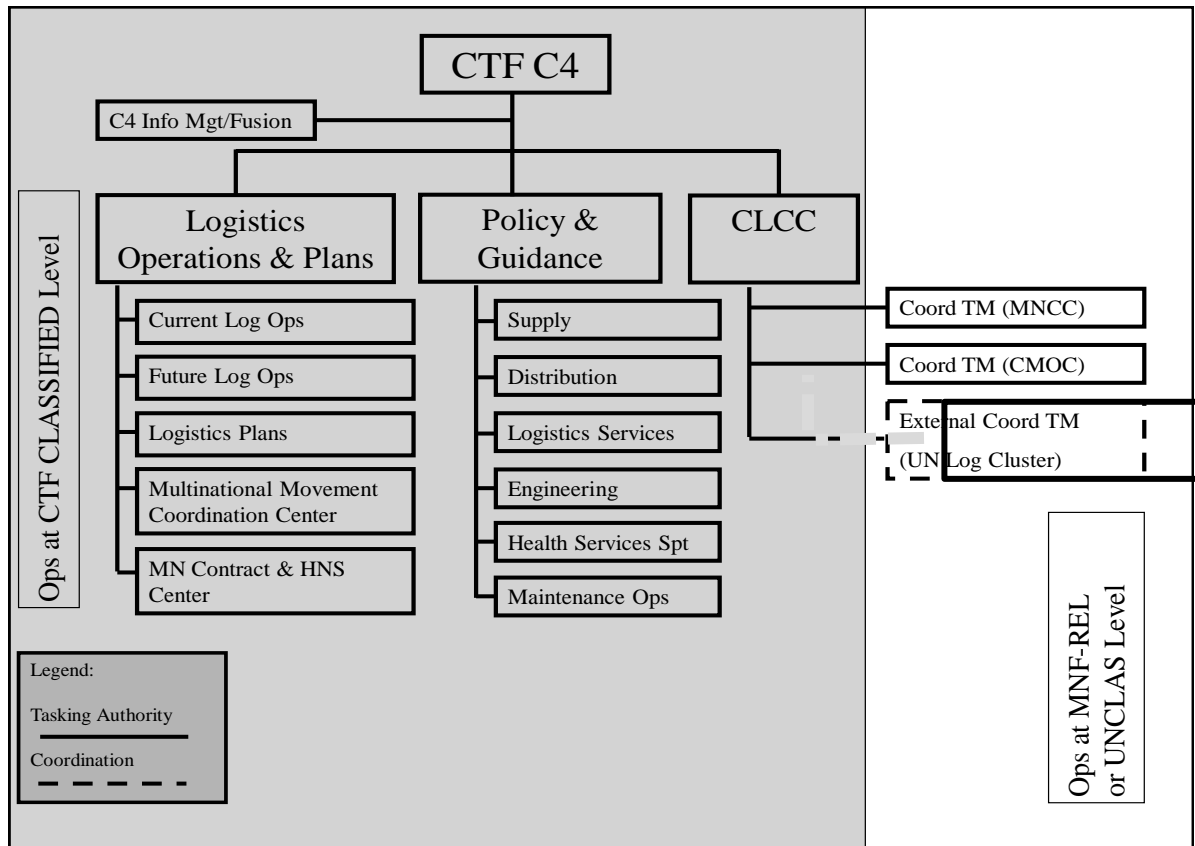 CTF C4
C4 Info Mgt/Fusion
Logistics
Operations & Plans
Policy &
Guidance
CLCC
Ops at CTF CLASSIFIED Level
Current Log Ops
Future Log Ops
Logistics Plans
Multinational Movement
Coordination Center
MN Contract & HNS
Center
Supply
Distribution
Logistics Services
Engineering
Health Services Spt
Maintenance Ops
Coord TM (MNCC)
Coord TM (CMOC)
External Coord TM
(UN Log Cluster)
Ops at MNF-REL
or UNCLAS Level
Legend:
Tasking Authority
Coordination